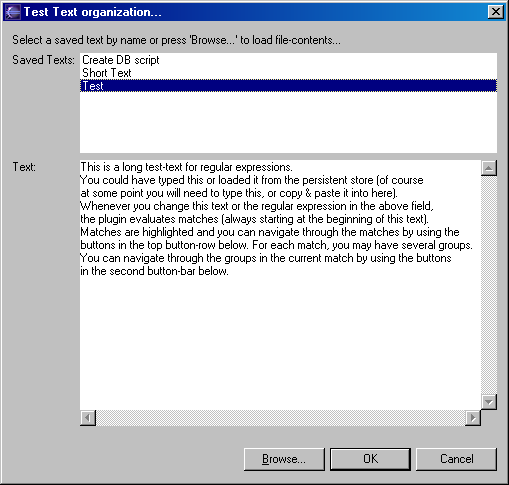 Test Text organization...
Select a saved text by name or press 'Browse...' to load file-contents...
Saved Texts:
Create DB script
Short Text
Test
Text:
This is a long test-text for regular expressions.
You could have typed this or loaded it from the persistent store (of course
at some point you will need to type this, or copy & paste it into here).
Whenever you change this text or the regular expression in the above field,
the plugin evaluates matches (always starting at the beginning of this text).
Matches are highlighted and you can navigate through the matches by using the
buttons in the top button-row below. For each match, you may have several groups.
You can navigate through the groups in the current match by using the buttons
in the second button-bar below.
Browse... OK Cancel